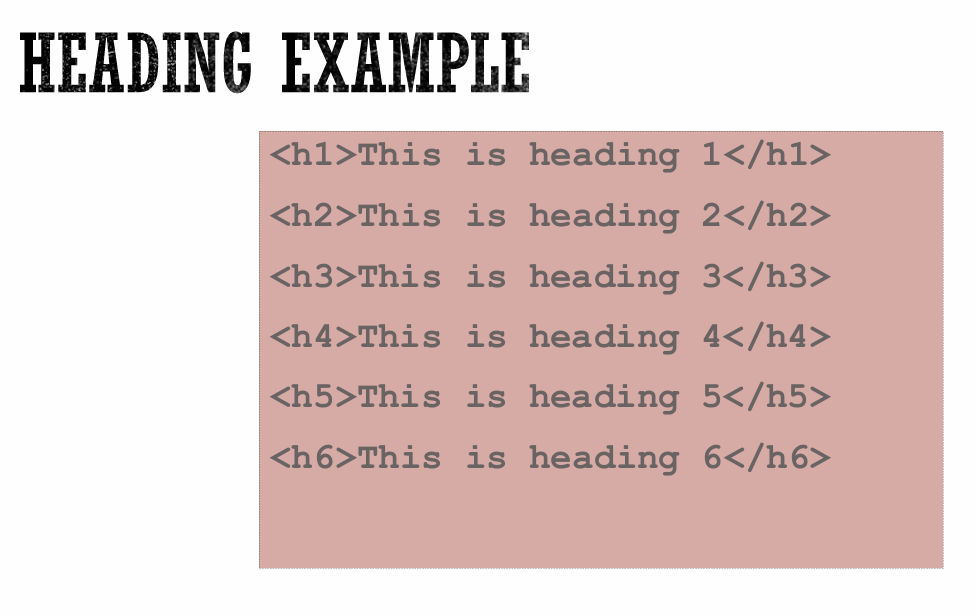 HEADING EXAMPLE
<h1>This is heading 1</h1>
<h2>This is heading 2</h2>
<h3>This is heading 3</h3>
<h4>This is heading 4</h4>
<h5>This is heading 5</h5>
<h6>This is heading 6</h6>